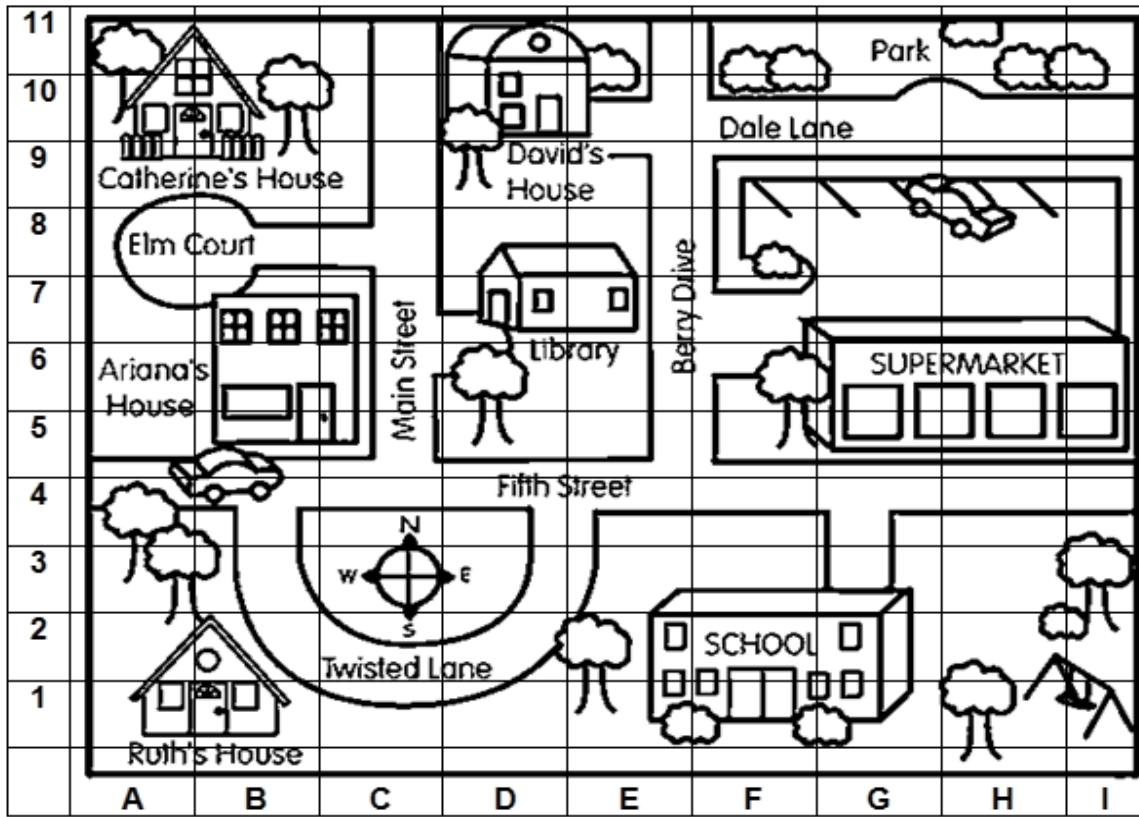 11
Park
10
Dale Lane
9
David's
House
Catherine's House
8
Elm Court
7
Main Street
Berry Drive
Library
6
Ariana's
House
SUPERMARKET
5
4
Fifth Street
N
3
W
E
S
2
SCHOOL
Twisted Lane
1
Ruth's House
A B C D E F G H I